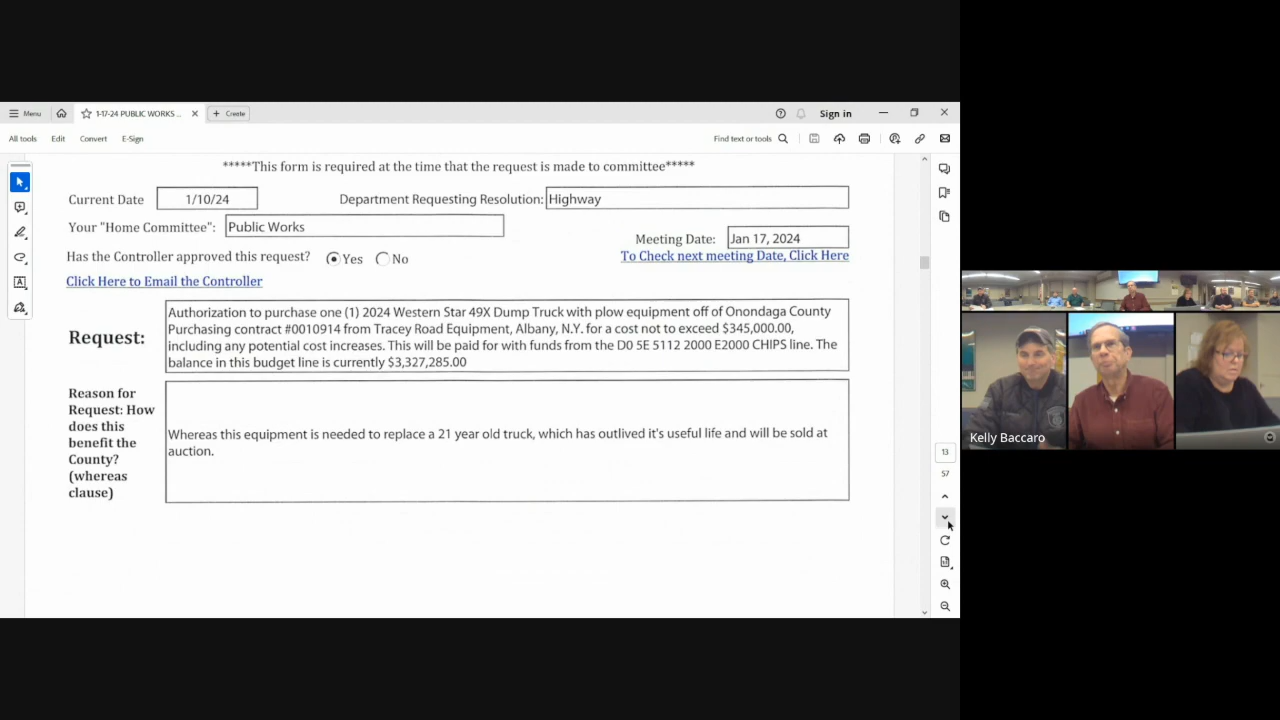 Menu
1-17-24 PUBLIC WORKS ...
Create
Sign in
All tools
Edit
Convert
E-Sign
Find text or tools
*****This form is required at the time that the request is made to committee*****
Current Date
1/10/24
Department Requesting Resolution:
Highway
Your "Home Committee":
Public Works
Meeting Date:
Jan 17, 2024
Has the Controller approved this request?
Yes
No
To Check next meeting Date, Click Here
Click Here to Email the Controller
Request:
Authorization to purchase one (1) 2024 Western Star 49X Dump Truck with plow equipment off of Onondaga County
Purchasing contract #0010914 from Tracey Road Equipment, Albany, N.Y. for a cost not to exceed $345,000.00,
including any potential cost increases. This will be paid for with funds from the D0 5E 5112 2000 E2000 CHIPS line. The
balance in this budget line is currently $3,327,285.00
Reason for
Request: How
does this
benefit the
County?
(whereas
clause)
Whereas this equipment is needed to replace a 21 year old truck, which has outlived it's useful life and will be sold at
auction.
13
57
Kelly Baccaro